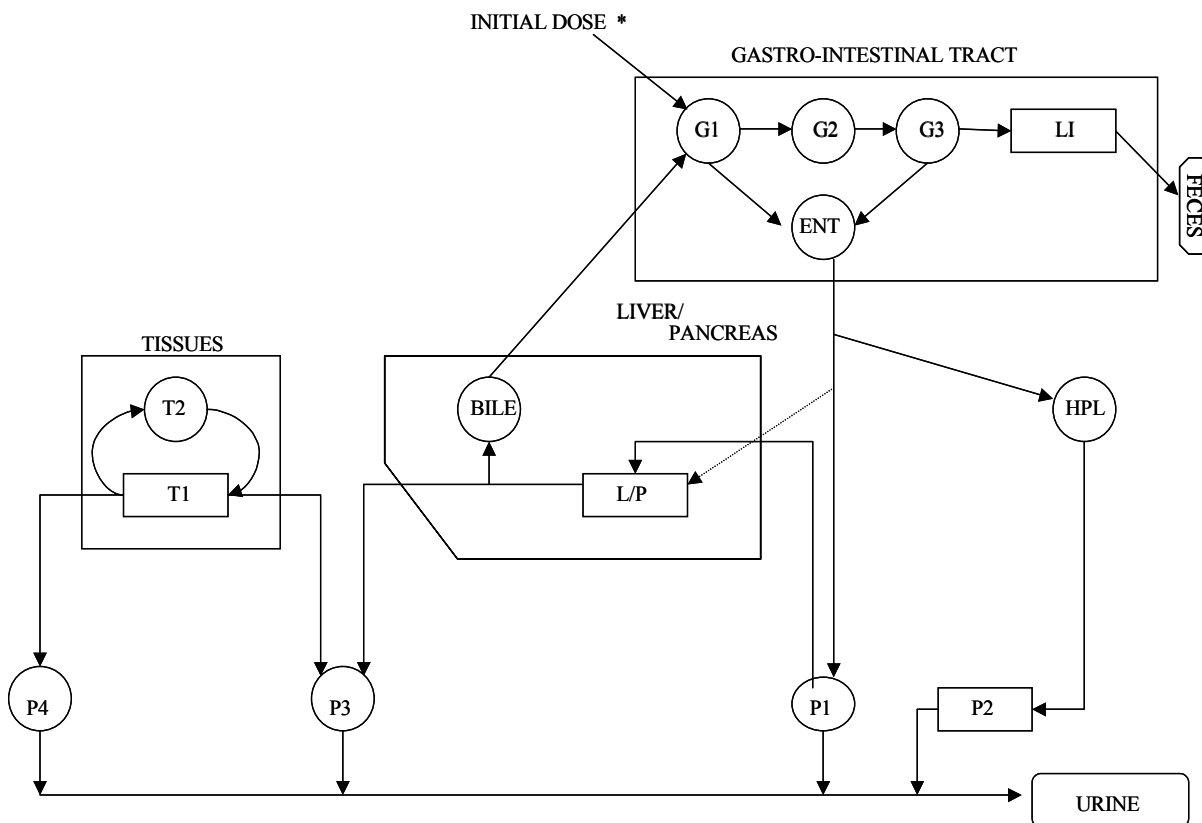 INITIAL DOSE *
GASTRO-INTESTINAL TRACT
G1
G2
G3
LI
FECES
ENT
LIVER/
PANCREAS
TISSUES
T2
BILE
HPL
T1
L/P
P4
P3
P1
P2
URINE